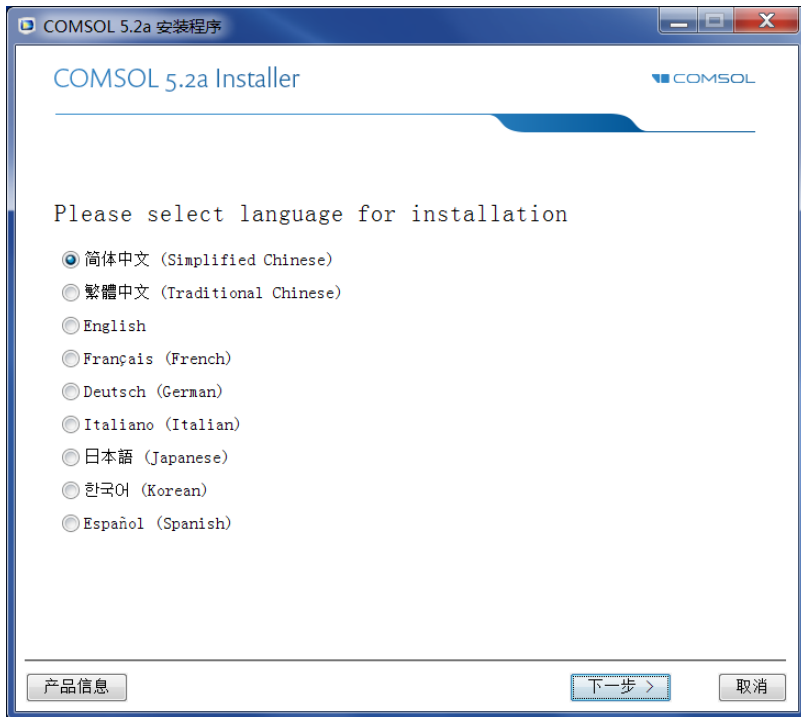 COMSOL 5.2a 安装程序
COMSOL 5.2a Installer
COMSOL
Please select language for installation
简体中文 (Simplified Chinese)
繁體中文 (Traditional Chinese)
English
Français (French)
Deutsch (German)
Italiano (Italian)
日本語 (Japanese)
한국어 (Korean)
Español (Spanish)
产品信息
下一步 >
取消